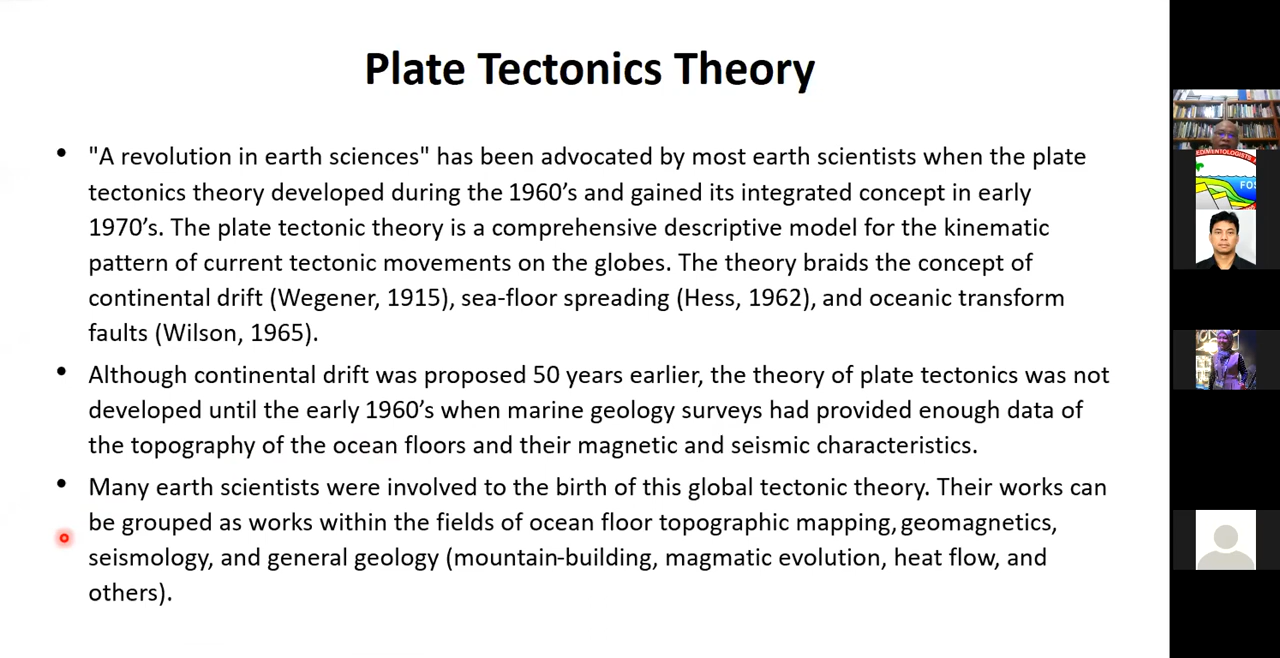 Plate Tectonics Theory
• "A revolution in earth sciences" has been advocated by most earth scientists when the plate
tectonics theory developed during the 1960’s and gained its integrated concept in early
1970’s. The plate tectonic theory is a comprehensive descriptive model for the kinematic
pattern of current tectonic movements on the globes. The theory braids the concept of
continental drift (Wegener, 1915), sea-floor spreading (Hess, 1962), and oceanic transform
faults (Wilson, 1965).
• Although continental drift was proposed 50 years earlier, the theory of plate tectonics was not
developed until the early 1960’s when marine geology surveys had provided enough data of
the topography of the ocean floors and their magnetic and seismic characteristics.
• Many earth scientists were involved to the birth of this global tectonic theory. Their works can
be grouped as works within the fields of ocean floor topographic mapping, geomagnetics,
seismology, and general geology (mountain-building, magmatic evolution, heat flow, and
others).
EDIMENTOLOGISTS
FOS